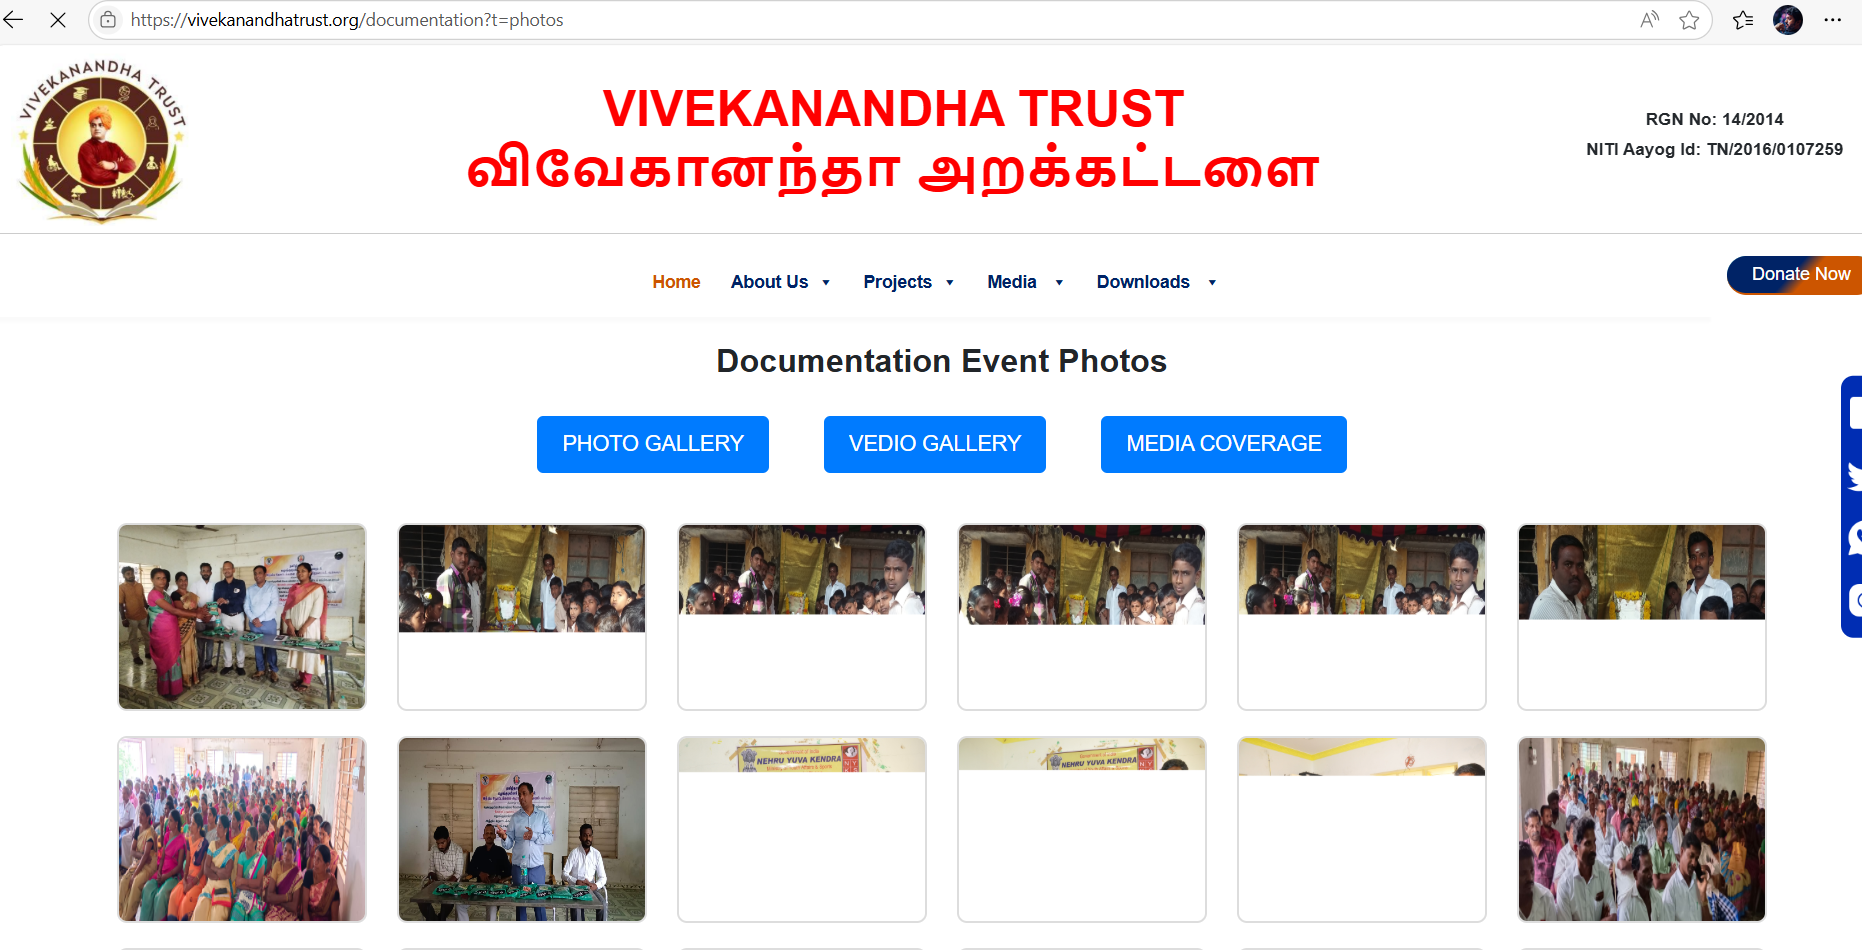 https://vivekanandhatrust.org/documentation?t=photos
VIVEKANANDHA TRUST
VIVEKANANDHA TRUST
விவேகானந்தா அறக்கட்டளை
RGN No: 14/2014
NITI Aayog Id: TN/2016/0107259
Home About Us Projects Media Downloads
Donate Now
Documentation Event Photos
PHOTO GALLERY VEDIO GALLERY MEDIA COVERAGE
NEHRU YUVA KENDRA
NEHRU YUVA KENDRA